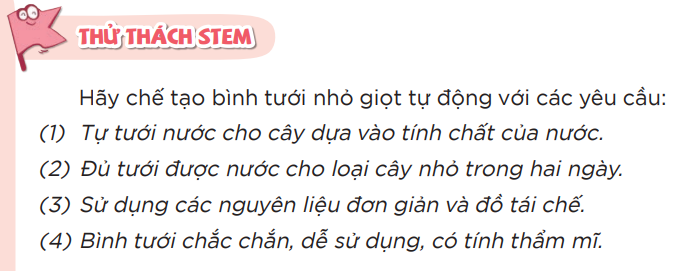 THỬ THÁCH STEM
Hãy chế tạo bình tưới nhỏ giọt tự động với các yêu cầu:
(1) Tự tưới nước cho cây dựa vào tính chất của nước.
(2) Đủ tưới được nước cho loại cây nhỏ trong hai ngày.
(3) Sử dụng các nguyên liệu đơn giản và đồ tái chế.
(4) Bình tưới chắc chắn, dễ sử dụng, có tính thẩm mĩ.